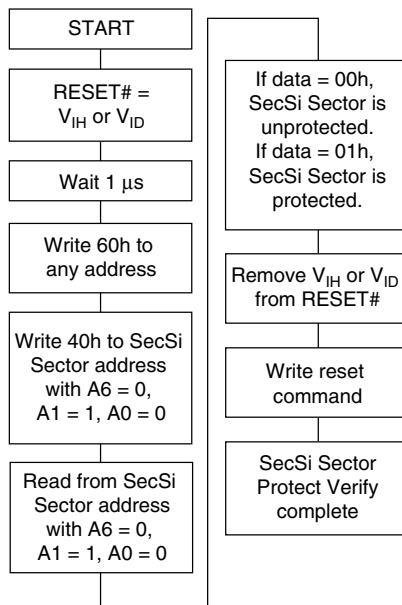 START
RESET# =
VIH or VID
Wait 1 μs
Write 60h to
any address
Write 40h to SecSi
Sector address
with A6 = 0,
A1 = 1, A0 = 0
Read from SecSi
Sector address
with A6 = 0,
A1 = 1, A0 = 0
If data = 00h,
SecSi Sector is
unprotected.
If data = 01h,
SecSi Sector is
protected.
Remove VIH or VID
from RESET#
Write reset
command
SecSi Sector
Protect Verify
complete